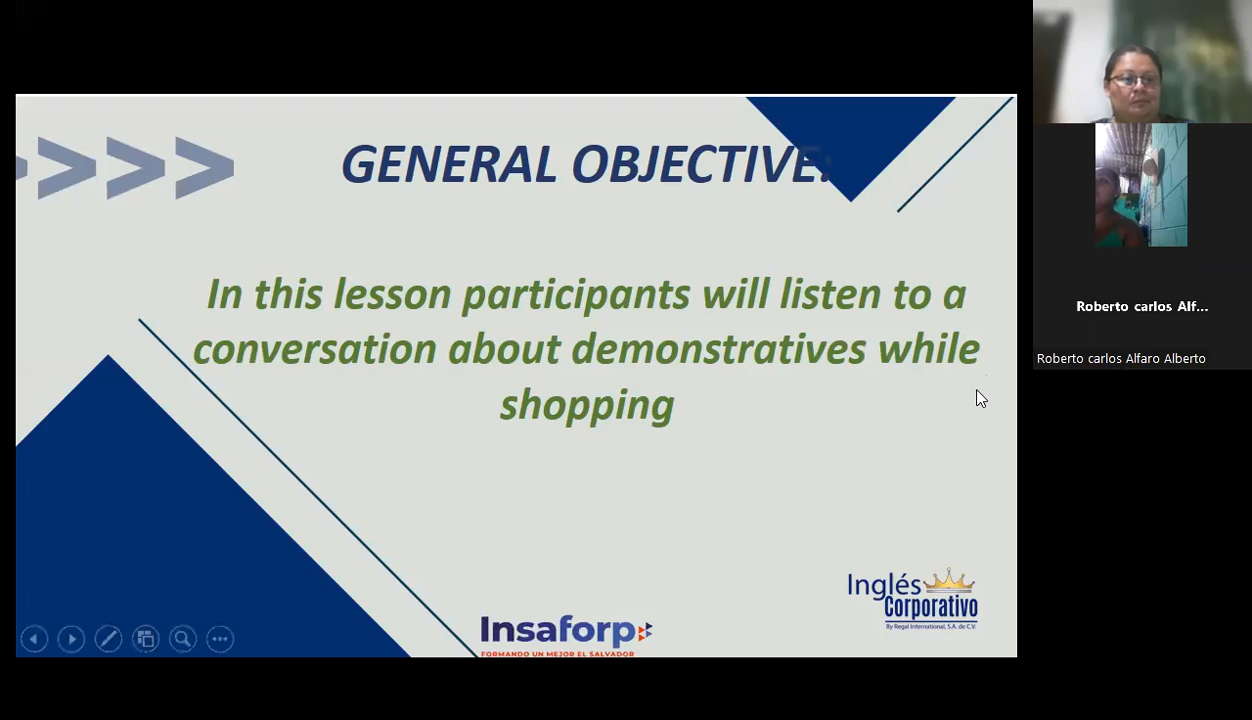 GENERAL OBJECTIVE:
In this lesson participants will listen to a
conversation about demonstratives while
shopping
Inglés
Corporativo
By Regal International, S.A. de C.V.
Insaforp
FORMANDO UN MEJOR EL SALVADOR
Roberto carlos Alf...
Roberto carlos Alfaro Alberto